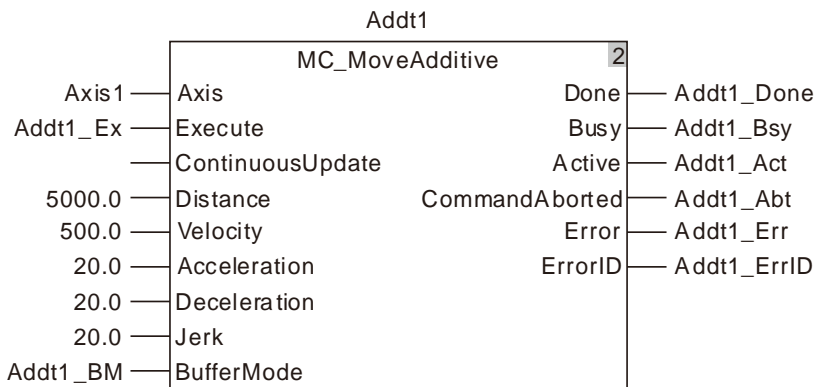 Addt1
MC_MoveAdditive 2
Axis1 Axis Done Addt1_Done
Addt1_Ex Execute Busy Addt1_Bsy
ContinuousUpdate Active Addt1_Act
5000.0 Distance CommandAborted Addt1_Abt
500.0 Velocity Error Addt1_Err
20.0 Acceleration ErrorID Addt1_ErrID
20.0 Deceleration
20.0 Jerk
Addt1_BM BufferMode